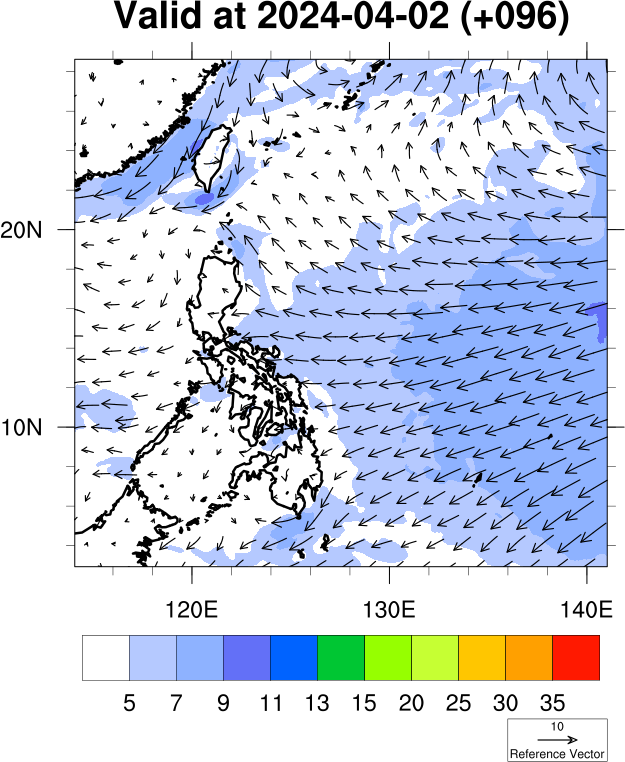 Valid at 2024-04-02 (+096)
20N
10N
120E 130E 140E
5 7 9 11 13 15 20 25 30 35
10
Reference Vector